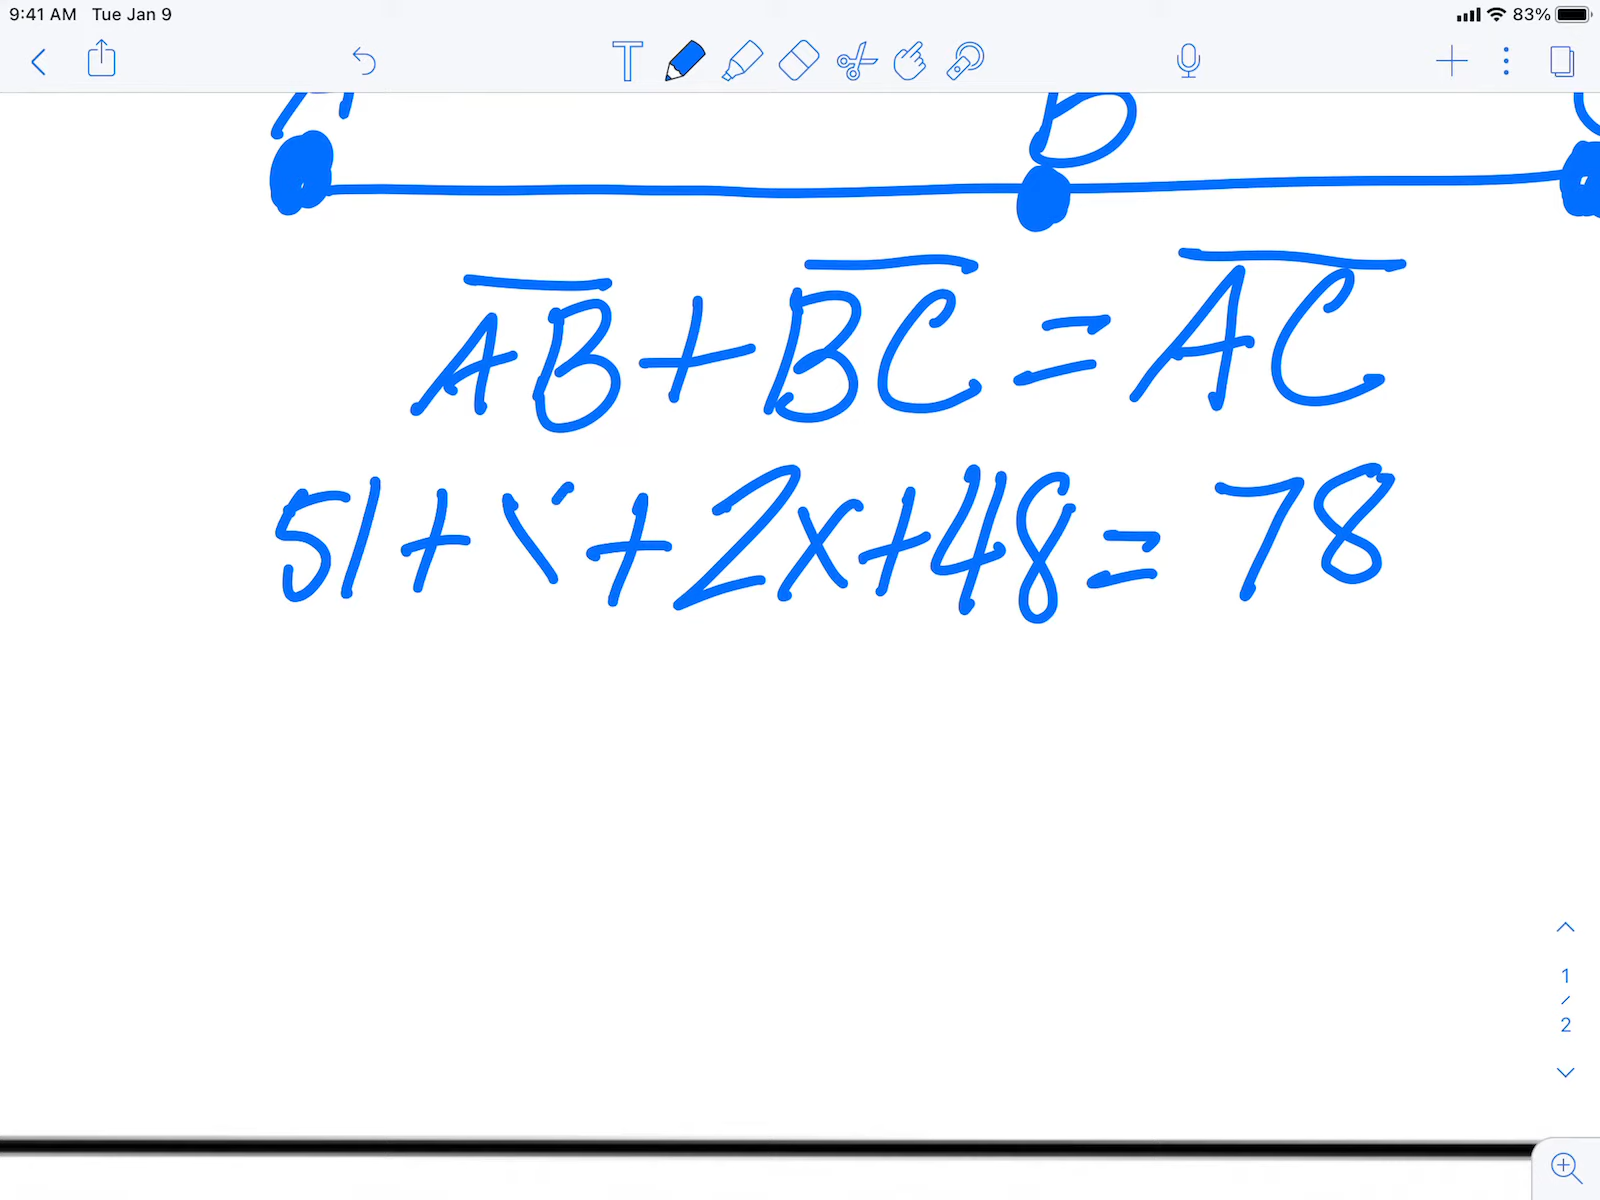 9:41 AM Tue Jan 9 83%
T
B
AB + BC = AC
51 + + 2x + 48 = 78
1
/
2